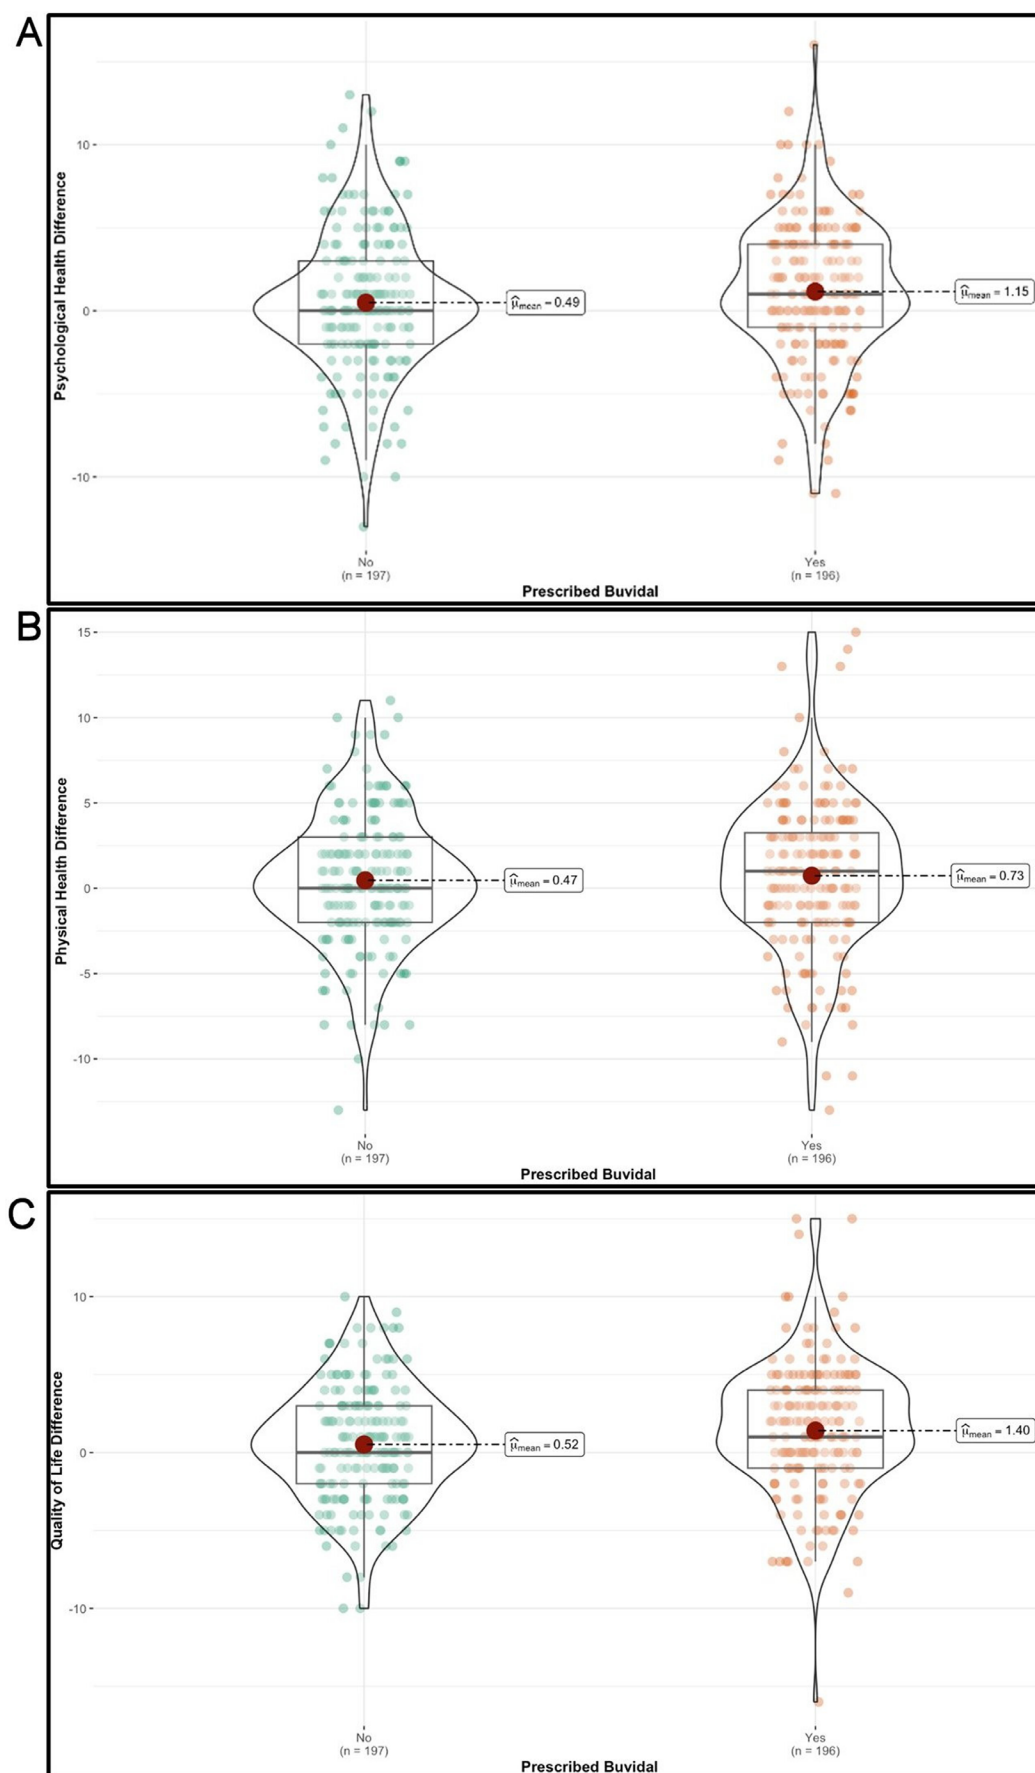 A
Psychological Health Difference
10
0
-10
μ̂mean = 0.49
μ̂mean = 1.15
No
(n = 197)
Yes
(n = 196)
Prescribed Buvidal
B
Physical Health Difference
15
10
5
0
-5
-10
μ̂mean = 0.47
μ̂mean = 0.73
No
(n = 197)
Yes
(n = 196)
Prescribed Buvidal
C
Quality of Life Difference
10
0
-10
μ̂mean = 0.52
μ̂mean = 1.40
No
(n = 197)
Yes
(n = 196)
Prescribed Buvidal